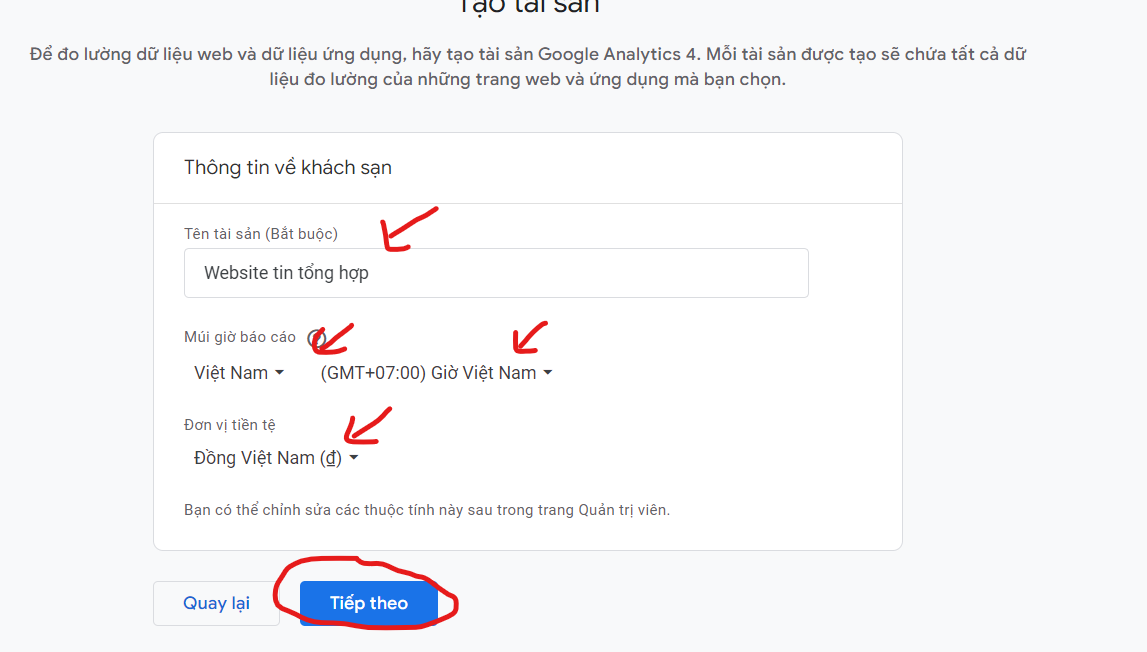 Tạo tài sản
Để đo lường dữ liệu web và dữ liệu ứng dụng, hãy tạo tài sản Google Analytics 4. Mỗi tài sản được tạo sẽ chứa tất cả dữ
liệu đo lường của những trang web và ứng dụng mà bạn chọn.
Thông tin về khách sạn
Tên tài sản (Bắt buộc)
Website tin tổng hợp
Múi giờ báo cáo
Việt Nam (GMT+07:00) Giờ Việt Nam
Đơn vị tiền tệ
Đồng Việt Nam (₫)
Bạn có thể chỉnh sửa các thuộc tính này sau trong trang Quản trị viên.
Quay lại Tiếp theo